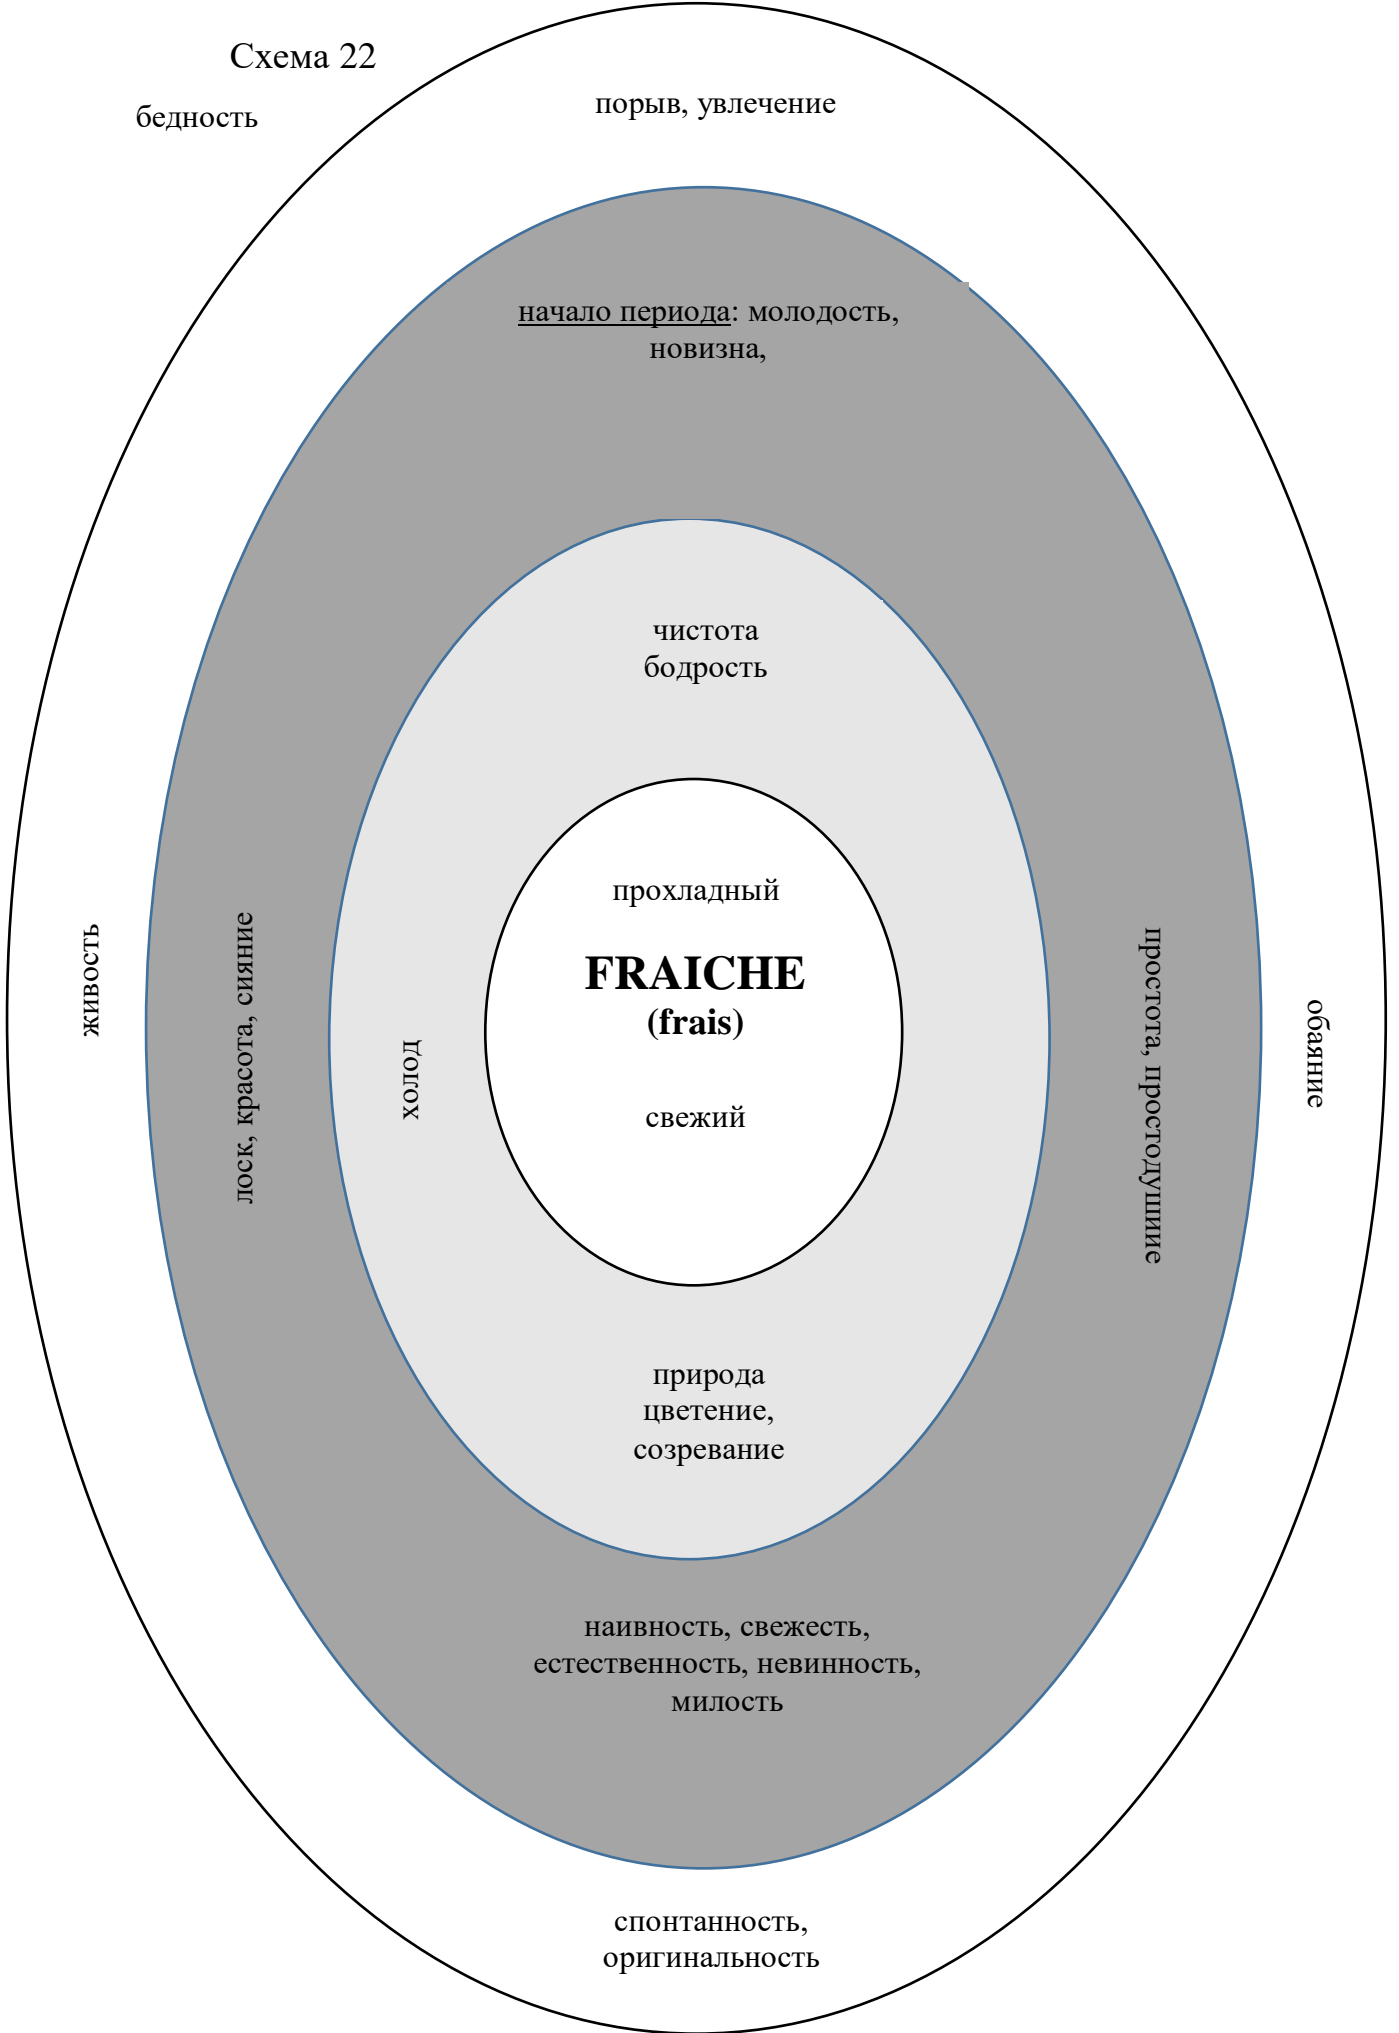 Схема 22
бедность
порыв, увлечение
начало периода: молодость,
новизна,
чистота
бодрость
прохладный
FRAICHE
(frais)
свежий
живость
лоск, красота, сияние
холод
простота, простодушиие
обаяние
природа
цветение,
созревание
наивность, свежесть,
естественность, невинность,
милость
спонтанность,
оригинальность